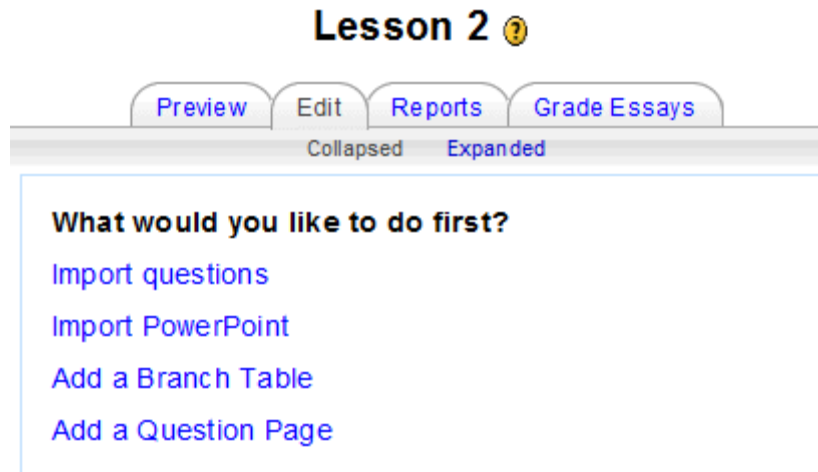 Lesson 2 ?
Preview Edit Reports Grade Essays
Collapsed Expanded
What would you like to do first?
Import questions
Import PowerPoint
Add a Branch Table
Add a Question Page